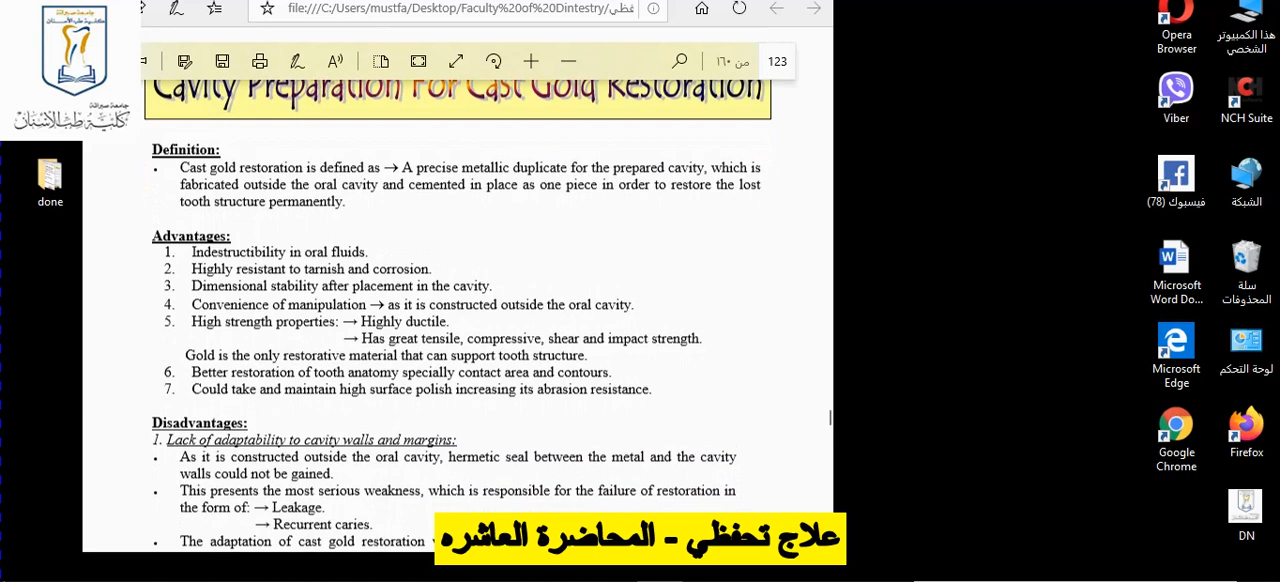 file:///C:/Users/mustfa/Desktop/Faculty%20of%20Dintestry/
123
من ١٦٠
جامعة صبراتة
كلية طب الأسنان
Cavity Preparation For Cast Gold Restoration
Definition:
• Cast gold restoration is defined as → A precise metallic duplicate for the prepared cavity, which is
fabricated outside the oral cavity and cemented in place as one piece in order to restore the lost
tooth structure permanently.
Advantages:
1. Indestructibility in oral fluids.
2. Highly resistant to tarnish and corrosion.
3. Dimensional stability after placement in the cavity.
4. Convenience of manipulation → as it is constructed outside the oral cavity.
5. High strength properties: → Highly ductile.
→ Has great tensile, compressive, shear and impact strength.
Gold is the only restorative material that can support tooth structure.
6. Better restoration of tooth anatomy specially contact area and contours.
7. Could take and maintain high surface polish increasing its abrasion resistance.
Disadvantages:
1. Lack of adaptability to cavity walls and margins:
• As it is constructed outside the oral cavity, hermetic seal between the metal and the cavity
walls could not be gained.
• This presents the most serious weakness, which is responsible for the failure of restoration in
the form of: → Leakage.
→ Recurrent caries.
• The adaptation of cast gold restoration
علاج تحفظي - المحاضرة العاشره
done
Opera
Browser
هذا الكمبيوتر
الشخصي
Viber
NCH Suite
فيسبوك (78)
الشبكة
Microsoft
Word Do...
سلة
المحذوفات
Microsoft
Edge
لوحة التحكم
Google
Chrome
Firefox
DN